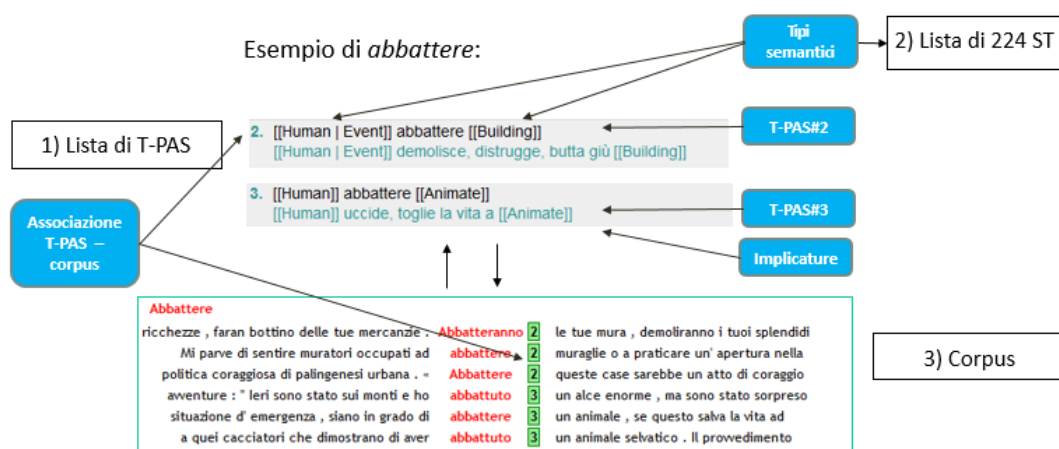 Esempio di abbattere:
Tipi
semantici
2) Lista di 224 ST
1) Lista di T-PAS
2. [[Human | Event]] abbattere [[Building]]
[[Human | Event]] demolisce, distrugge, butta giù [[Building]]
T-PAS#2
3. [[Human]] abbattere [[Animate]]
[[Human]] uccide, toglie la vita a [[Animate]]
T-PAS#3
Associazione
T-PAS –
corpus
Implicature
Abbattere
ricchezze , faran bottino delle tue mercanzie . Abbatteranno 2 le tue mura , demoliranno i tuoi splendidi
Mi parve di sentire muratori occupati ad abbattere 2 muraglie o a praticare un' apertura nella
politica coraggiosa di palingenesi urbana . « Abbattere 2 queste case sarebbe un atto di coraggio
avventure : " Ieri sono stato sui monti e ho abbattuto 3 un alce enorme , ma sono stato sorpreso
situazione d' emergenza , siano in grado di abbattere 3 un animale , se questo salva la vita ad
a quei cacciatori che dimostrano di aver abbattuto 3 un animale selvatico . Il provvedimento
3) Corpus